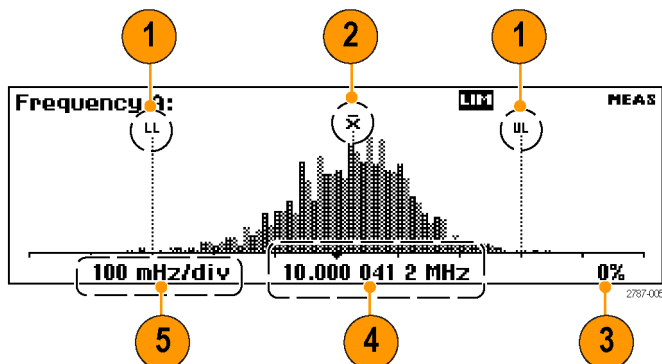 1 2 1
Frequency A: LIM MEAS
LL X̄ UL
100 mHz/div 10.000 041 2 MHz 0%
2787-005
5 4 3